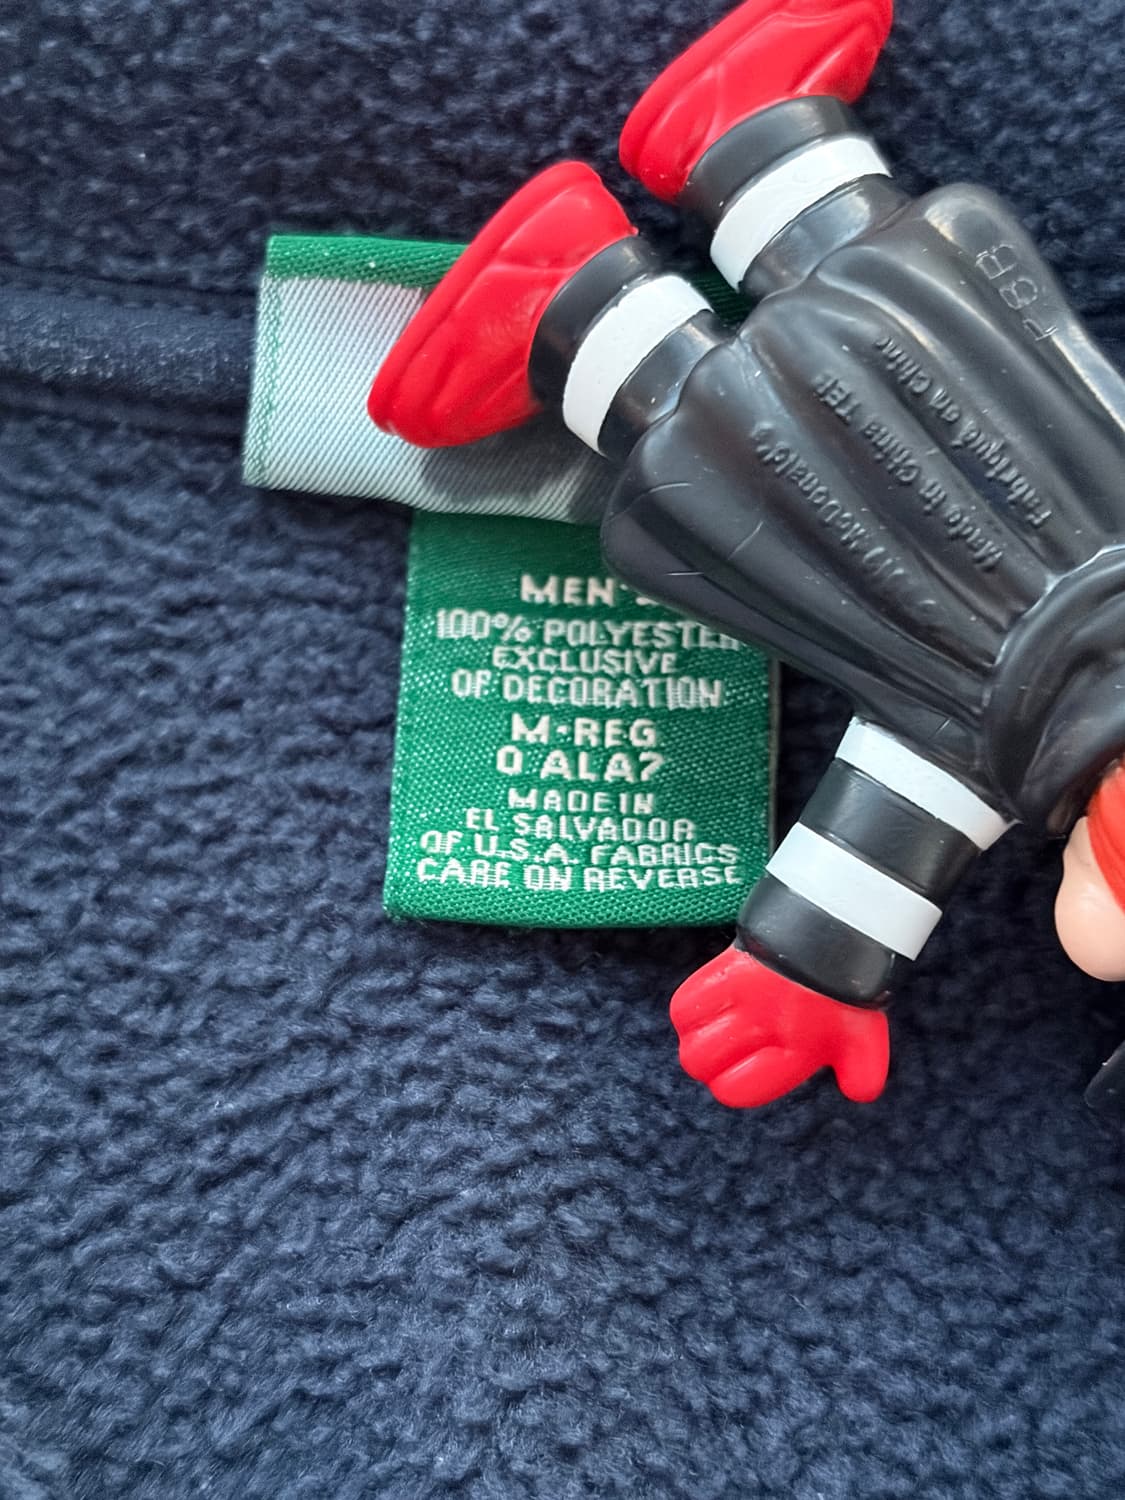 MEN'S
100% POLYESTER
EXCLUSIVE
OF DECORATION
M-REG
0 ALA7
MADE IN
EL SALVADOR
OF U.S.A. FABRICS
CARE ON REVERSE
McDonald's
Made in China
Fabriqué en Chine